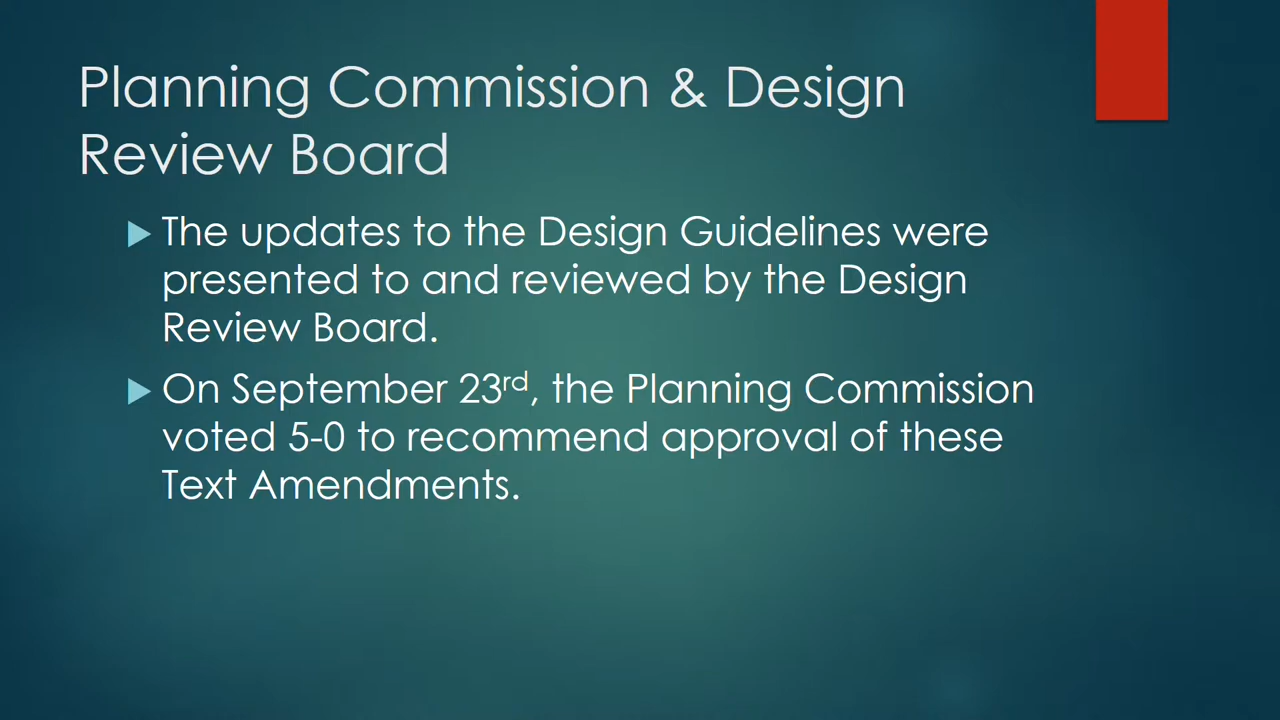 Planning Commission & Design
Review Board
The updates to the Design Guidelines were
presented to and reviewed by the Design
Review Board.
On September 23rd, the Planning Commission
voted 5-0 to recommend approval of these
Text Amendments.